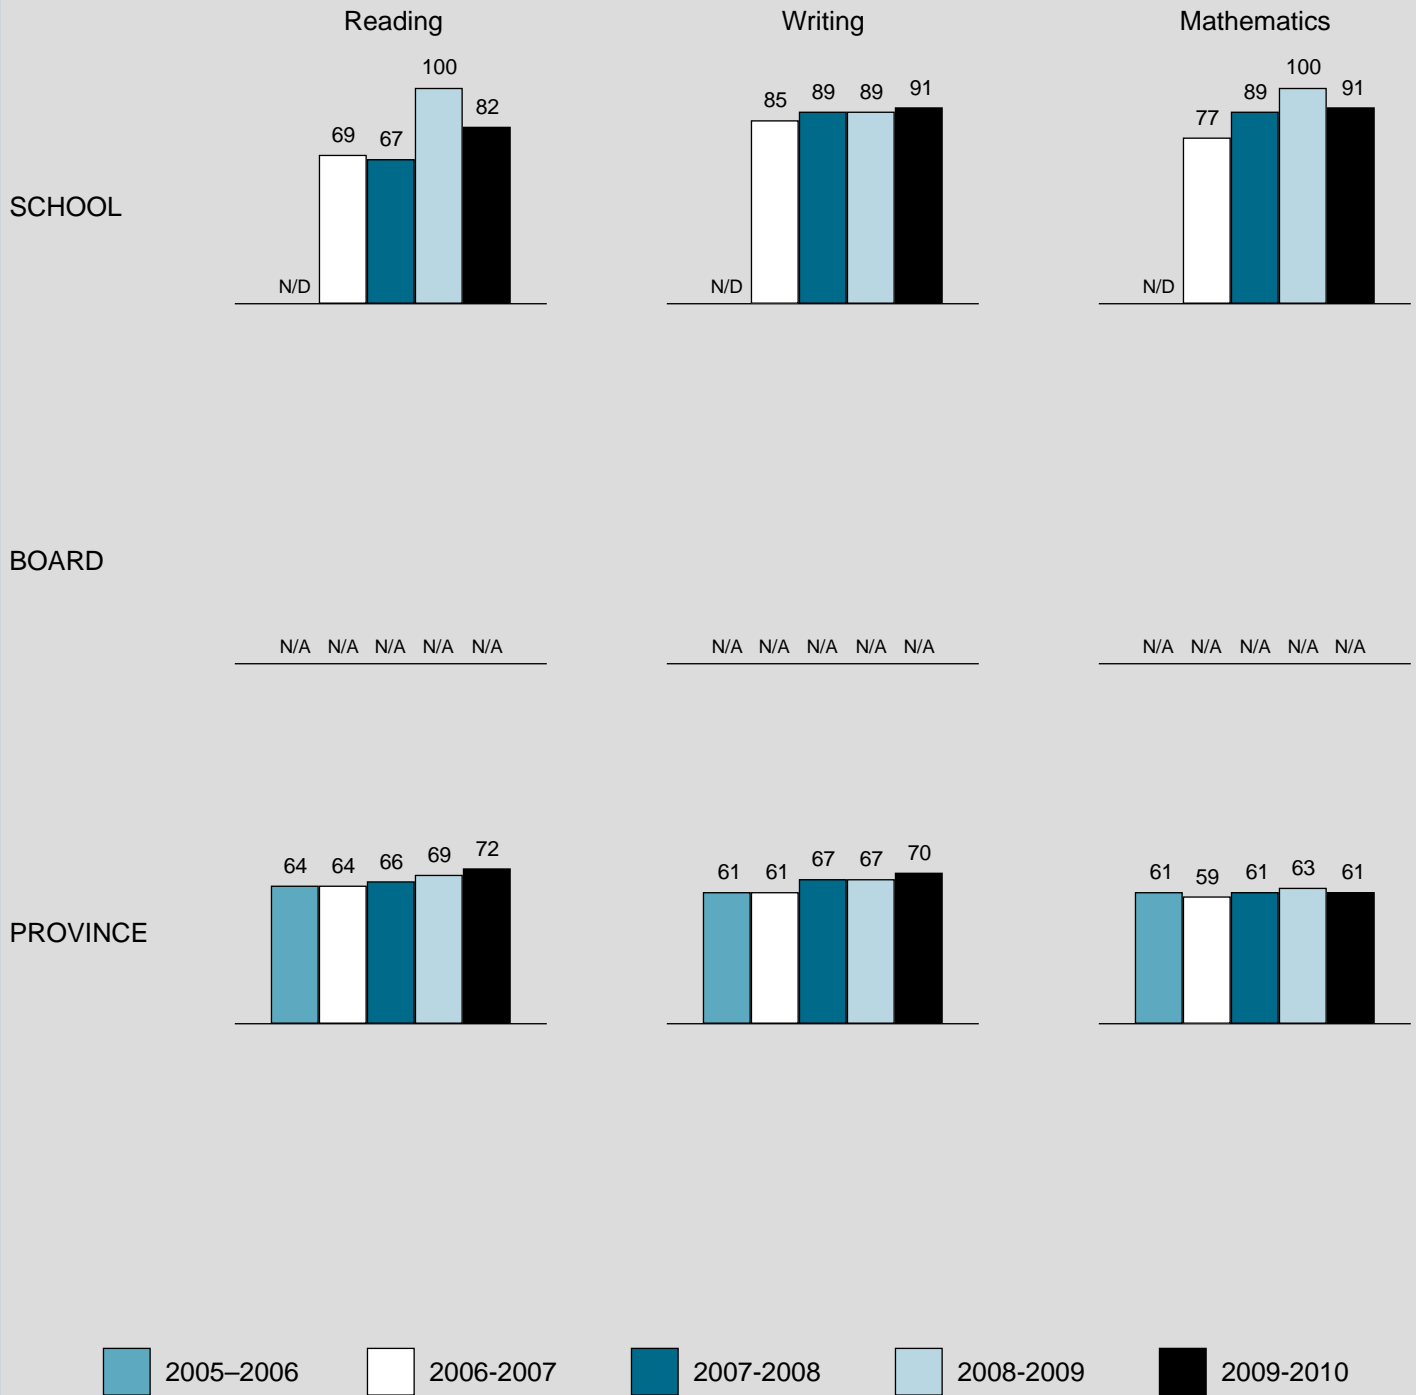 Reading Writing Mathematics
100 100
69 67 82 85 89 89 91 77 89 91
SCHOOL
N/D N/D N/D
BOARD
N/A N/A N/A N/A N/A N/A N/A N/A N/A N/A N/A N/A N/A N/A N/A
64 64 66 69 72 61 61 67 67 70 61 59 61 63 61
PROVINCE
2005–2006 2006-2007 2007-2008 2008-2009 2009-2010